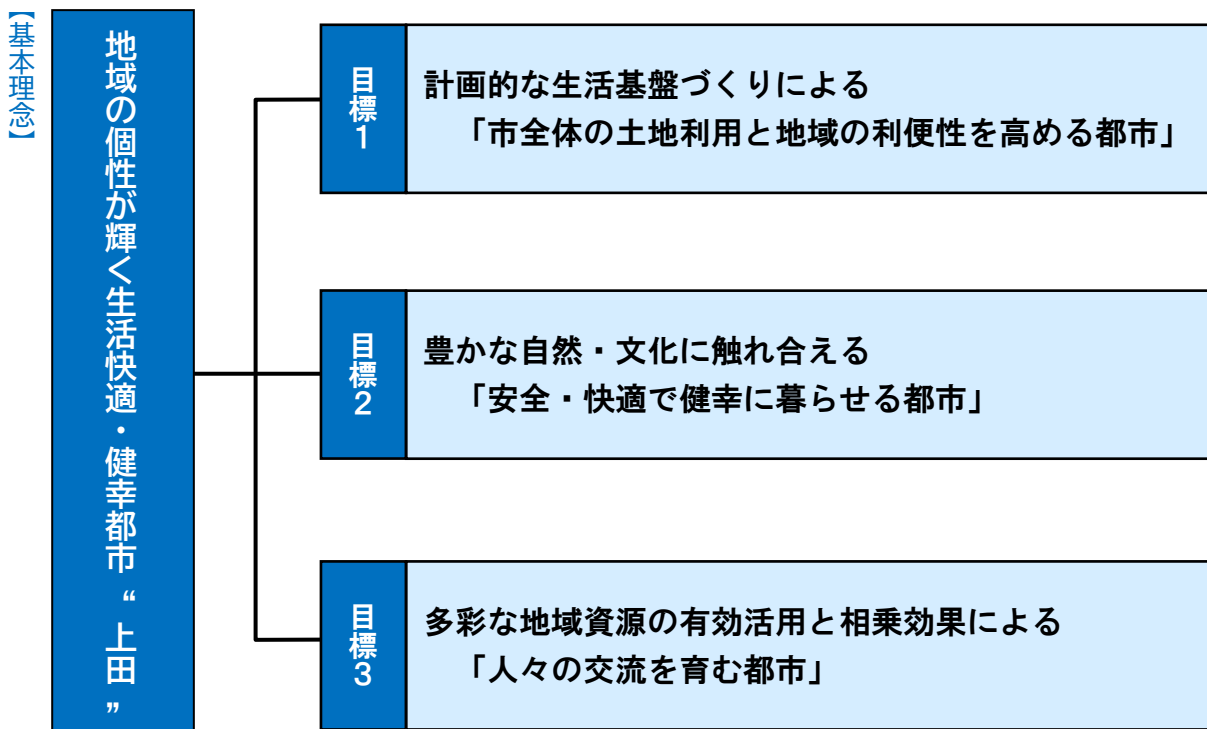 【基本理念】
地域の個性が輝く生活快適・健幸都市“上田”
目標1
計画的な生活基盤づくりによる
「市全体の土地利用と地域の利便性を高める都市」
目標2
豊かな自然・文化に触れ合える
「安全・快適で健幸に暮らせる都市」
目標3
多彩な地域資源の有効活用と相乗効果による
「人々の交流を育む都市」